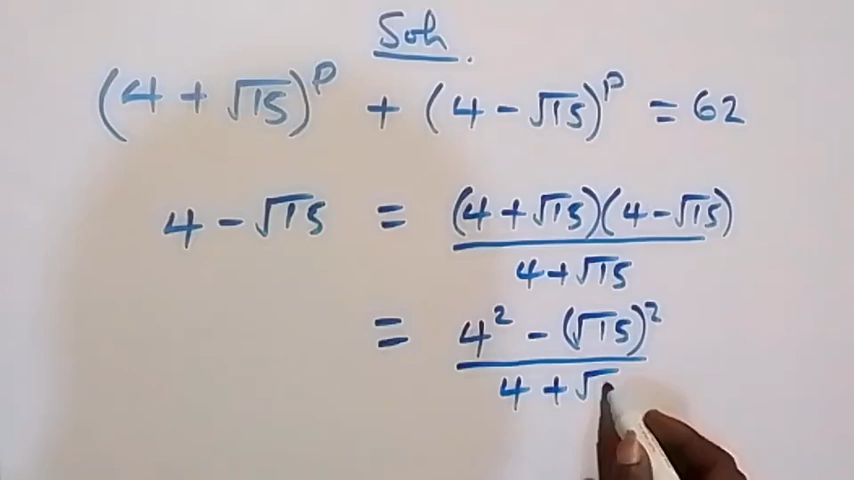 Soln.
(4 + √15)^p + (4 - √15)^p = 62
4 - √15 = (4 + √15)(4 - √15) / 4 + √15
= 4² - (√15)² / 4 + √